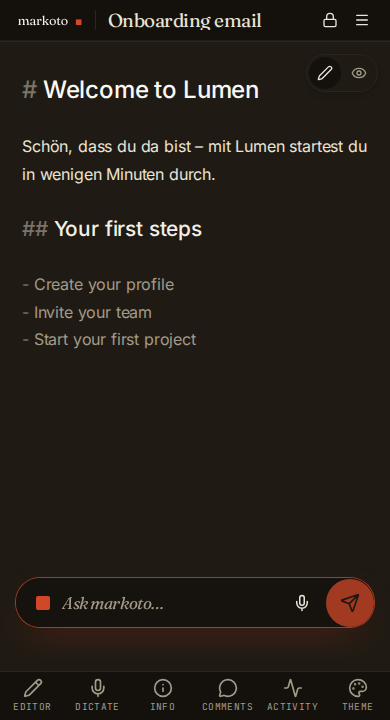 markoto
Onboarding email
# Welcome to Lumen
Schön, dass du da bist – mit Lumen startest du
in wenigen Minuten durch.
## Your first steps
- Create your profile
- Invite your team
- Start your first project
Ask markoto...
EDITOR DICTATE INFO COMMENTS ACTIVITY THEME